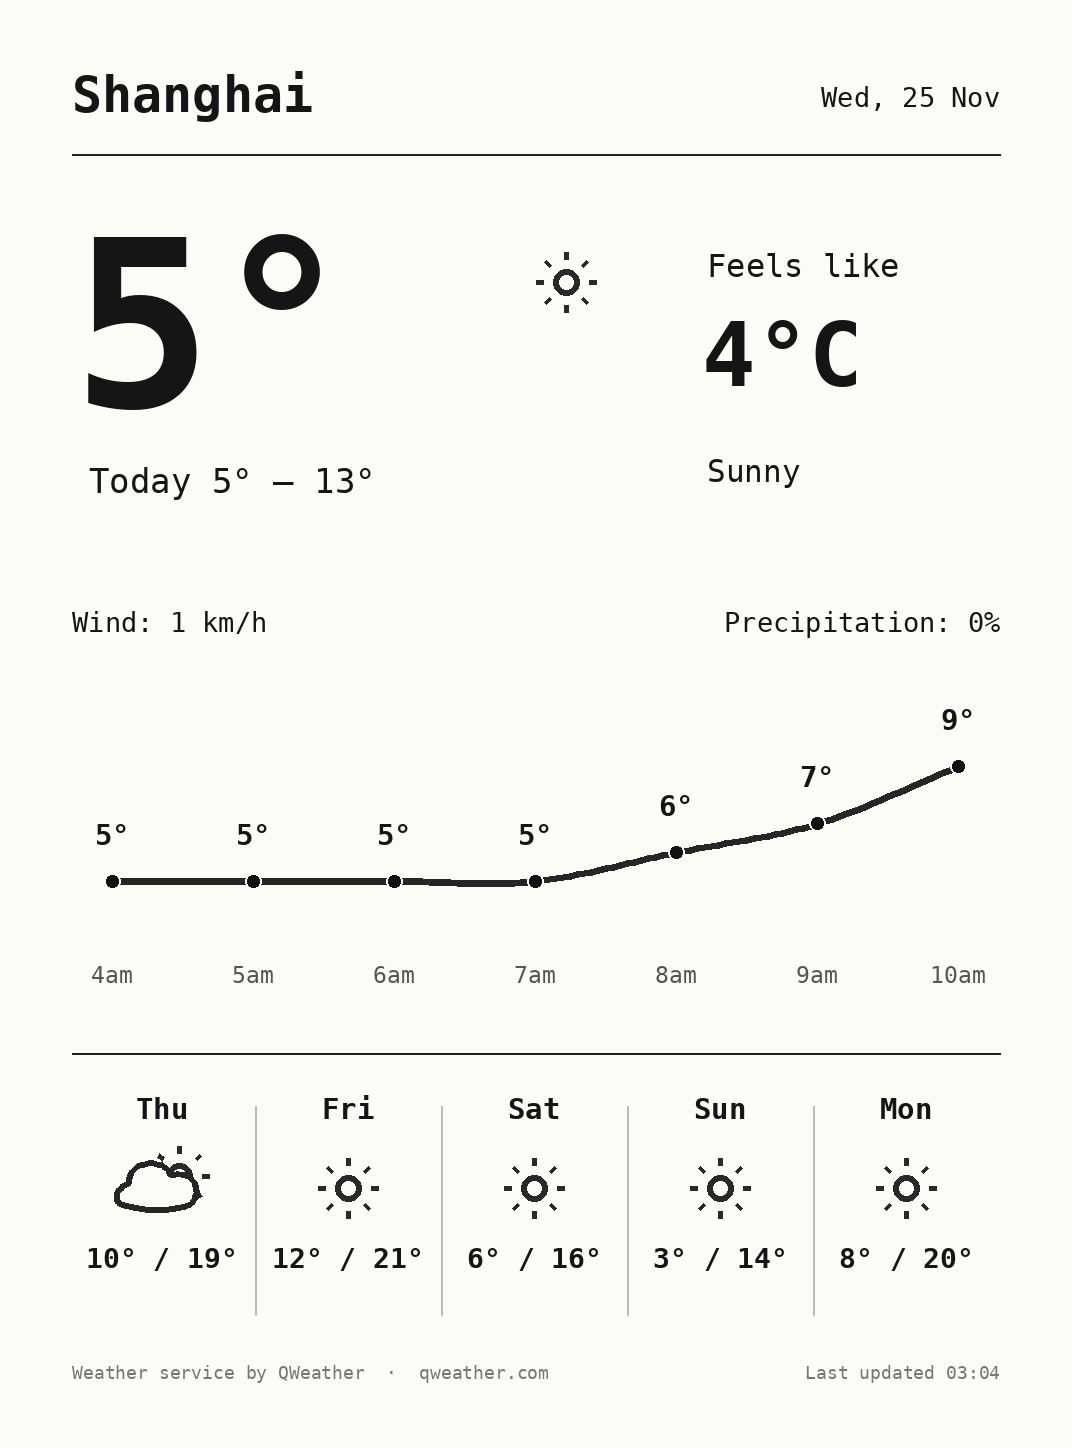 Shanghai
Wed, 25 Nov
5°
Feels like
4°C
Today 5° – 13°
Sunny
Wind: 1 km/h
Precipitation: 0%
5° 5° 5° 5° 6° 7° 9°
4am 5am 6am 7am 8am 9am 10am
Thu Fri Sat Sun Mon
10° / 19° 12° / 21° 6° / 16° 3° / 14° 8° / 20°
Weather service by QWeather · qweather.com
Last updated 03:04